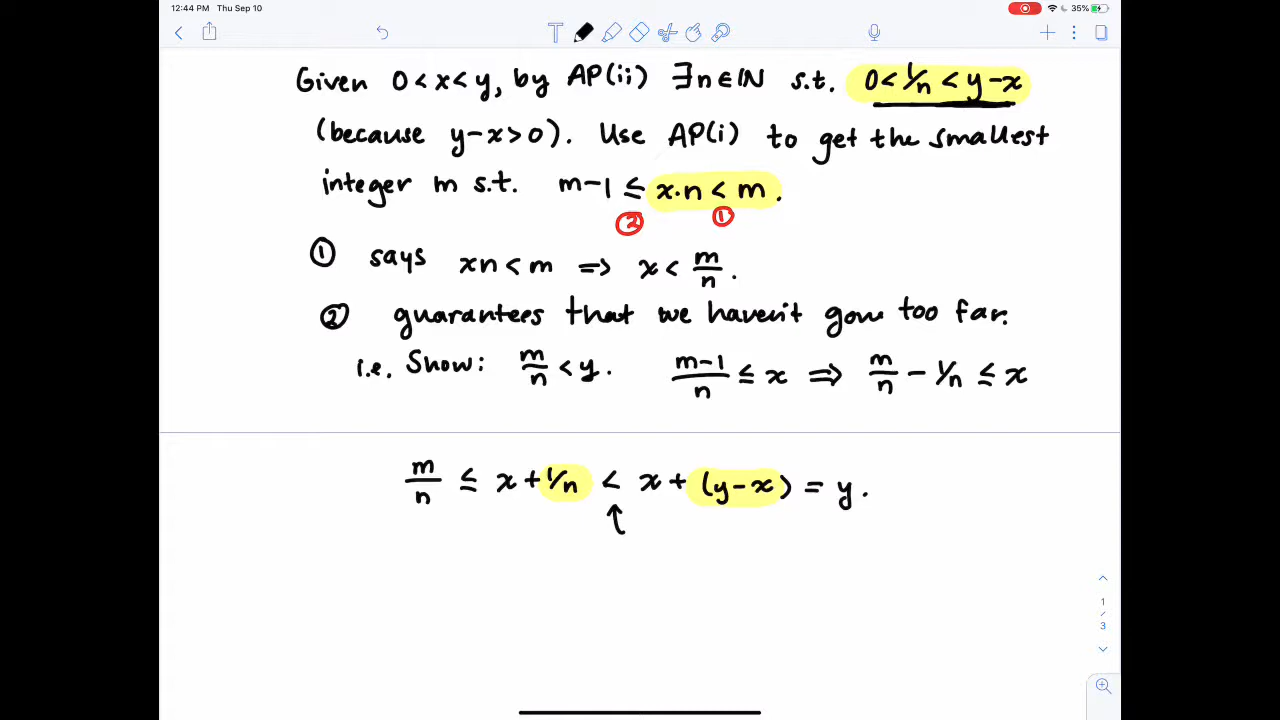 12:44 PM Thu Sep 10 35%
Given 0 < x < y, by AP(ii) ∃n∈ℕ s.t. 0 < 1/n < y-x
(because y-x>0). Use AP(i) to get the smallest
integer m s.t. m-1 ≤ x·n < m.
② ①
① says xn < m ⟹ x < m/n.
② guarantees that we haven't gone too far.
i.e. Show: m/n < y. (m-1)/n ≤ x ⟹ m/n - 1/n ≤ x
m/n ≤ x + 1/n < x + (y-x) = y.
↑
1
/
3